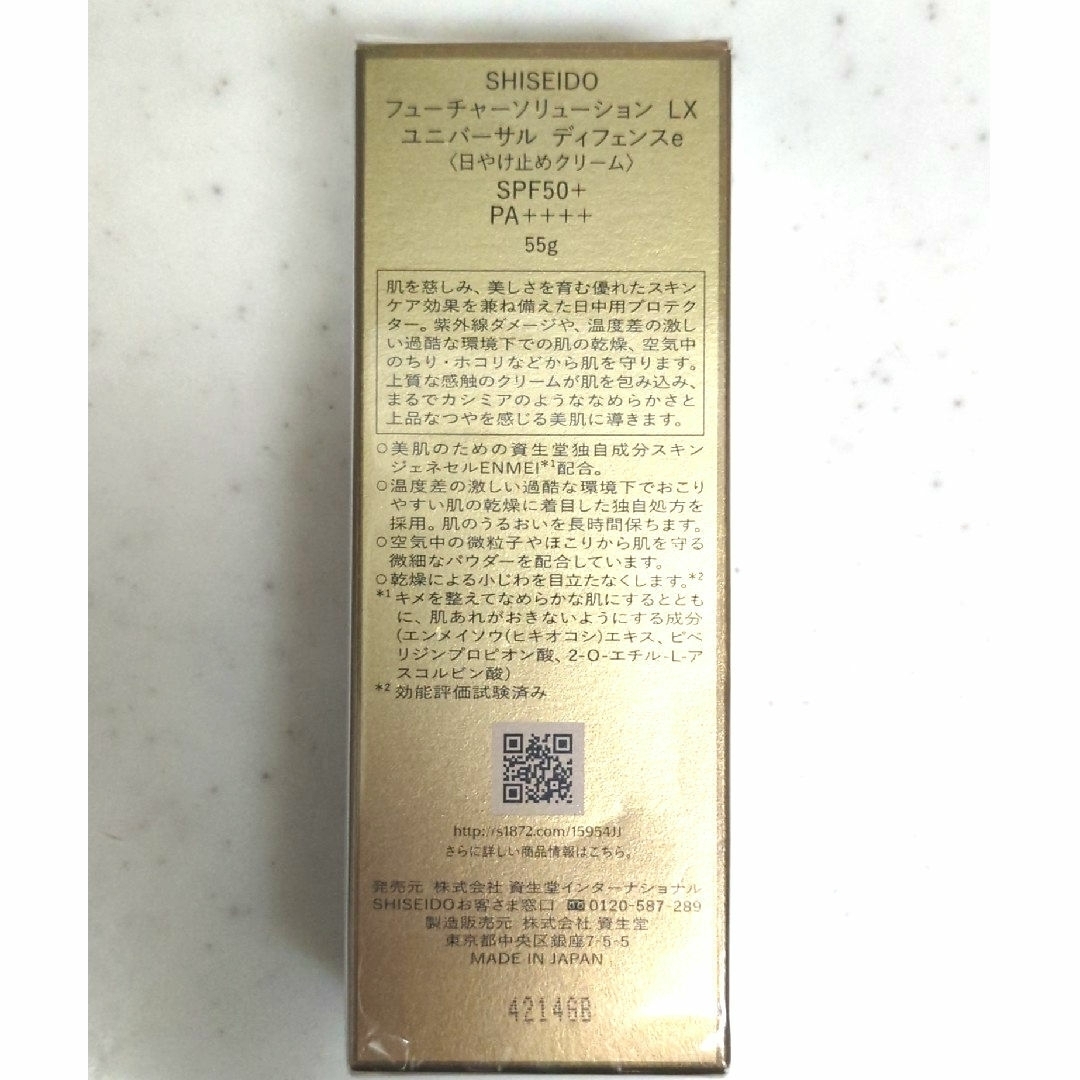 SHISEIDO
フューチャーソリューション LX
ユニバーサル ディフェンスe
〈日やけ止めクリーム〉
SPF50+
PA++++
55g
肌を慈しみ、美しさを育む優れたスキン
ケア効果を兼ね備えた日中用プロテク
ター。紫外線ダメージや、温度差の激し
い過酷な環境下での肌の乾燥、空気中
のちり・ホコリなどから肌を守ります。
上質な感触のクリームが肌を包み込み、
まるでカシミアのようななめらかさと
上品なつやを感じる美肌に導きます。
○美肌のための資生堂独自成分スキン
ジェネセルENMEI*1配合。
○温度差の激しい過酷な環境下でおこり
やすい肌の乾燥に着目した独自処方を
採用。肌のうるおいを長時間保ちます。
○空気中の微粒子やほこりから肌を守る
微細なパウダーを配合しています。
○乾燥による小じわを目立たなくします。*2
*1 キメを整えてなめらかな肌にするととも
に、肌あれがおきないようにする成分
(エンメイソウ(ヒキオコシ)エキス、ピペ
リジンプロピオン酸、2-O-エチル-L-ア
スコルビン酸)
*2 効能評価試験済み
http://s1872.com/15954JJ
さらに詳しい商品情報はこちら。
発売元 株式会社 資生堂インターナショナル
SHISEIDOお客さま窓口 0120-587-289
製造販売元 株式会社 資生堂
東京都中央区銀座7-5-5
MADE IN JAPAN
4214GB